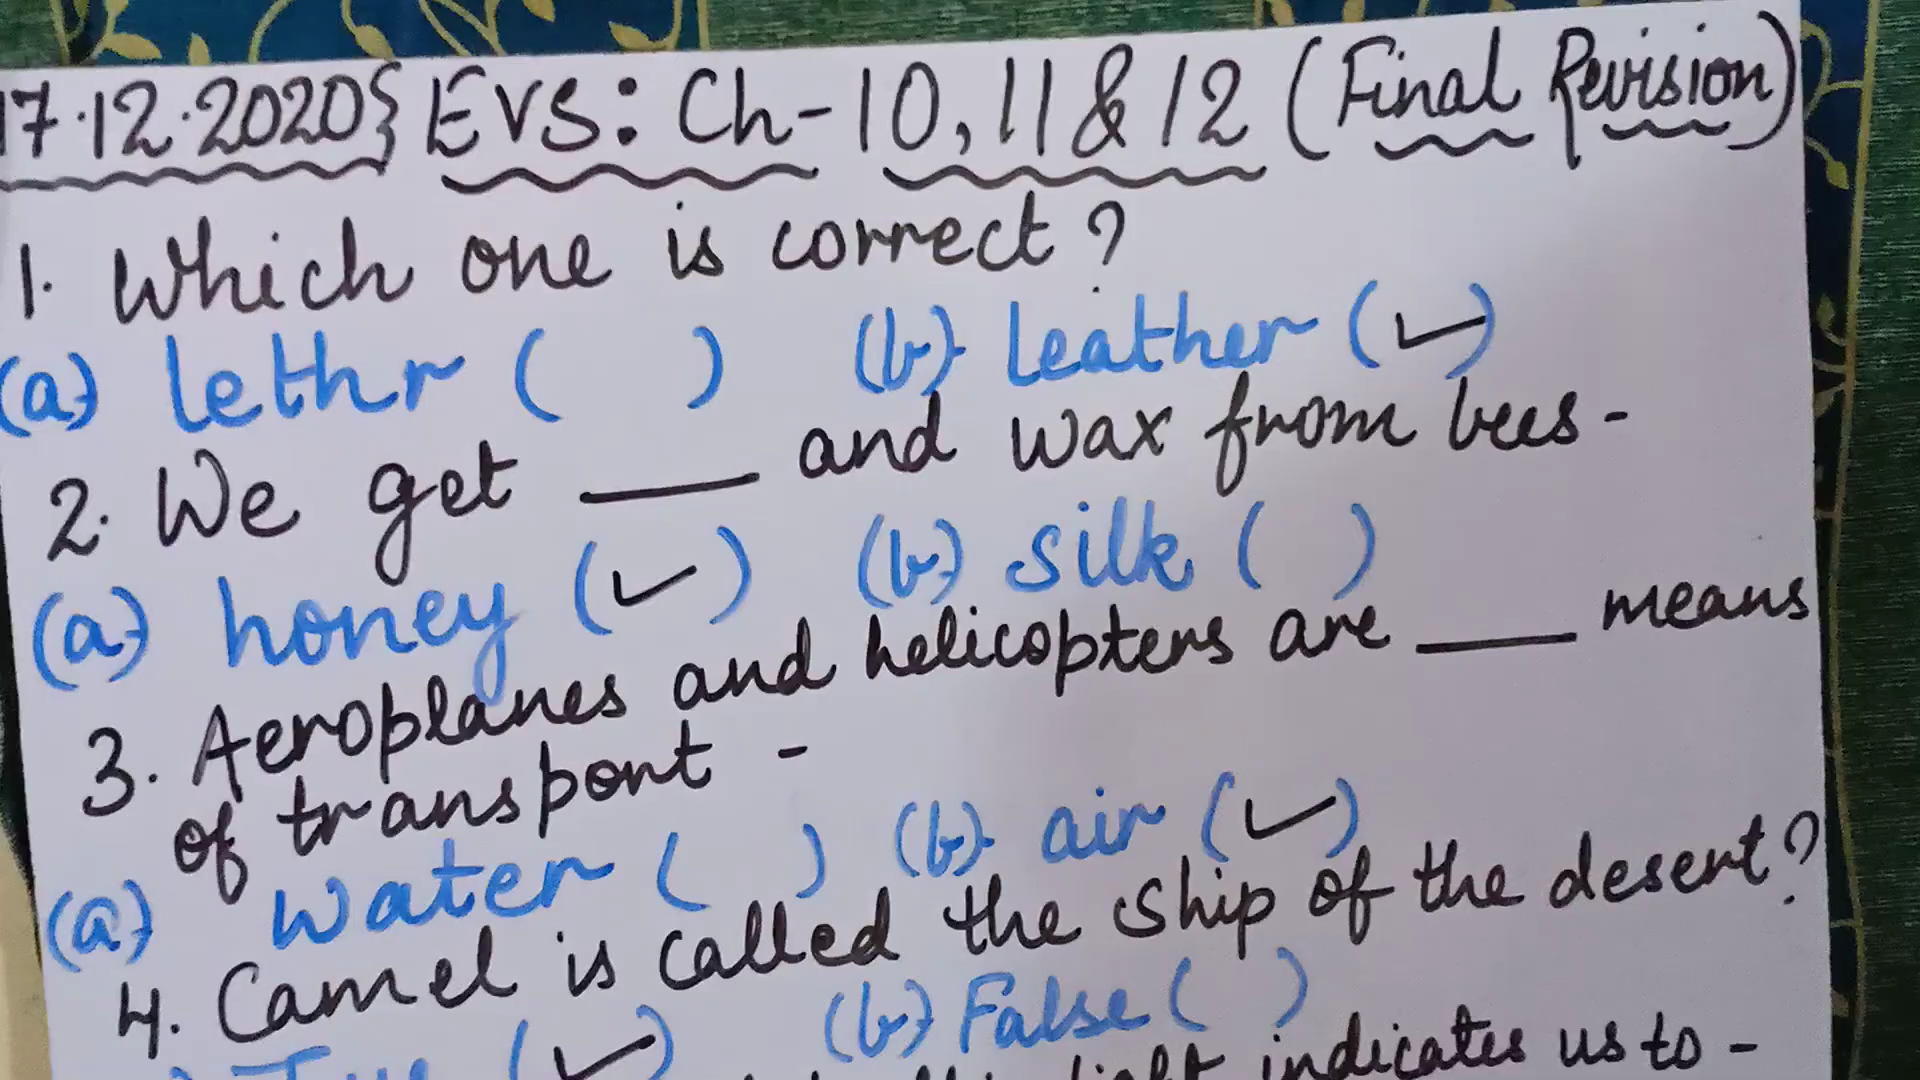 17.12.2020} EVS: Ch-10, 11 & 12 (Final Revision)
1. Which one is correct?
(a) lethr ( ) (b) leather (✓)
2. We get ___ and wax from bees -
(a) honey (✓) (b) silk ( )
3. Aeroplanes and helicopters are ___ means
of transport -
(a) water ( ) (b) air (✓)
4. Camel is called the ship of the desert?
True (✓) (b) False ( )
light indicates us to -